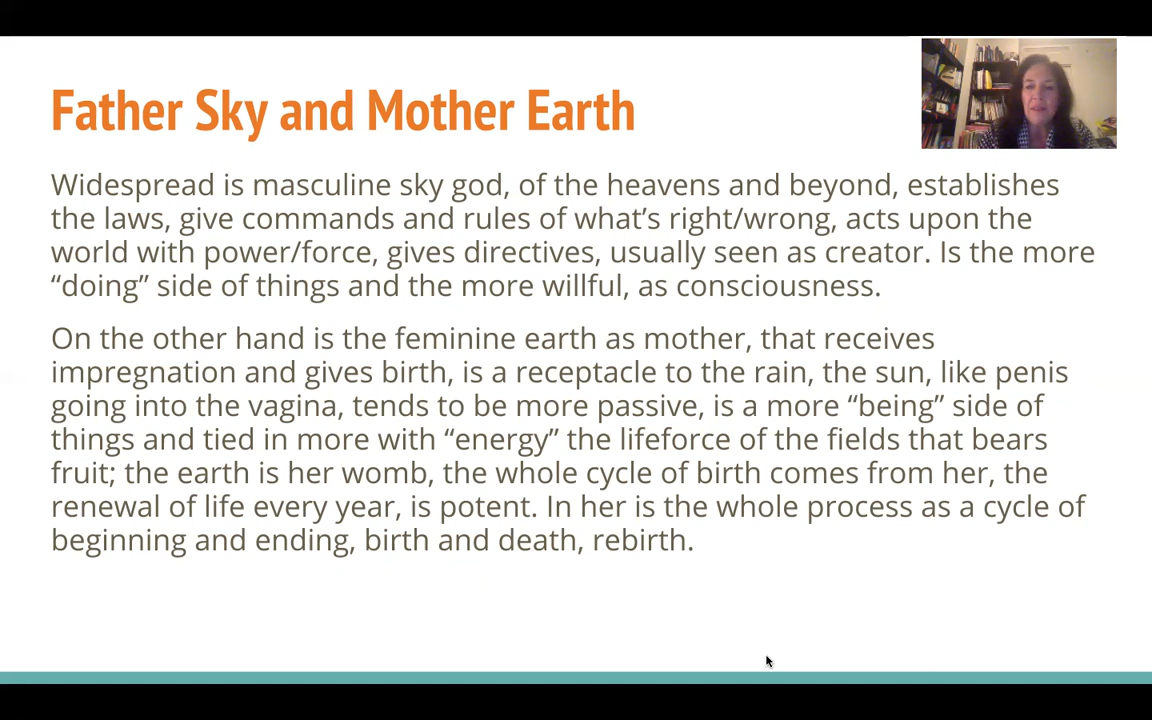 Father Sky and Mother Earth
Widespread is masculine sky god, of the heavens and beyond, establishes
the laws, give commands and rules of what’s right/wrong, acts upon the
world with power/force, gives directives, usually seen as creator. Is the more
“doing” side of things and the more willful, as consciousness.
On the other hand is the feminine earth as mother, that receives
impregnation and gives birth, is a receptacle to the rain, the sun, like penis
going into the vagina, tends to be more passive, is a more “being” side of
things and tied in more with “energy” the lifeforce of the fields that bears
fruit; the earth is her womb, the whole cycle of birth comes from her, the
renewal of life every year, is potent. In her is the whole process as a cycle of
beginning and ending, birth and death, rebirth.